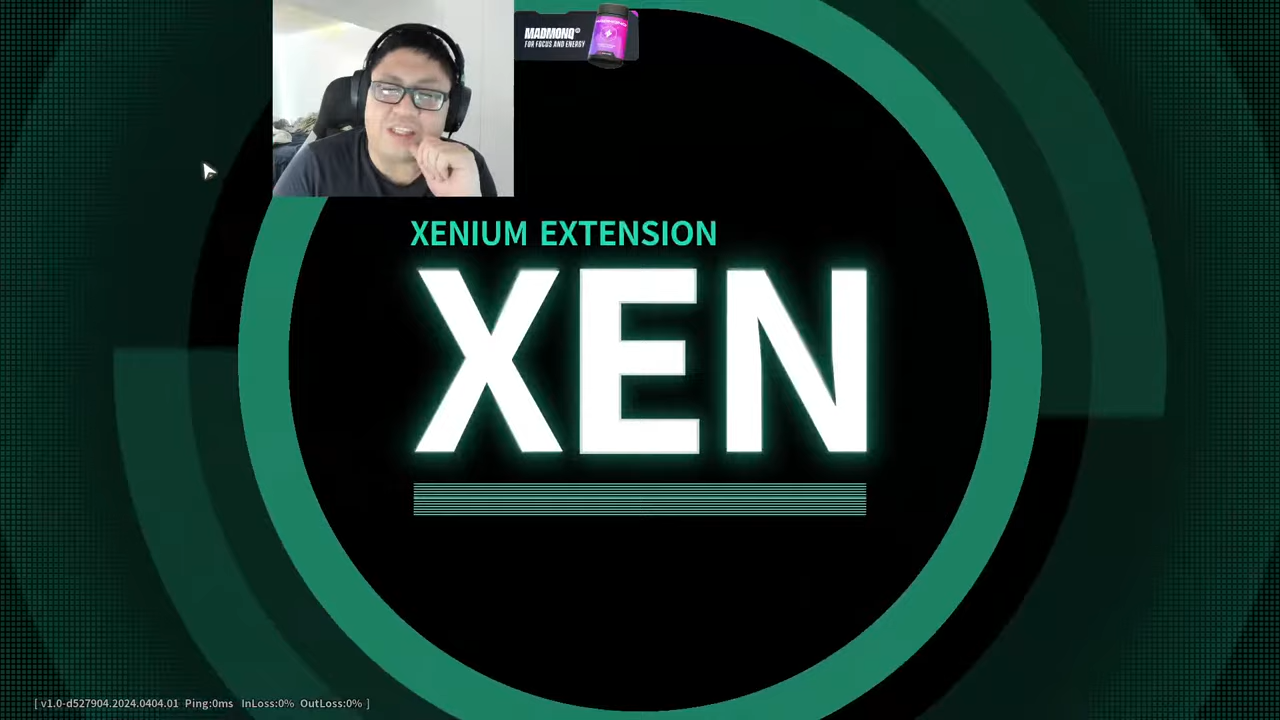 MADMONQ®
FOR FOCUS AND ENERGY
XENIUM EXTENSION
XEN
[ v1.0-d527904.2024.0404.01 Ping:0ms InLoss:0% OutLoss:0% ]